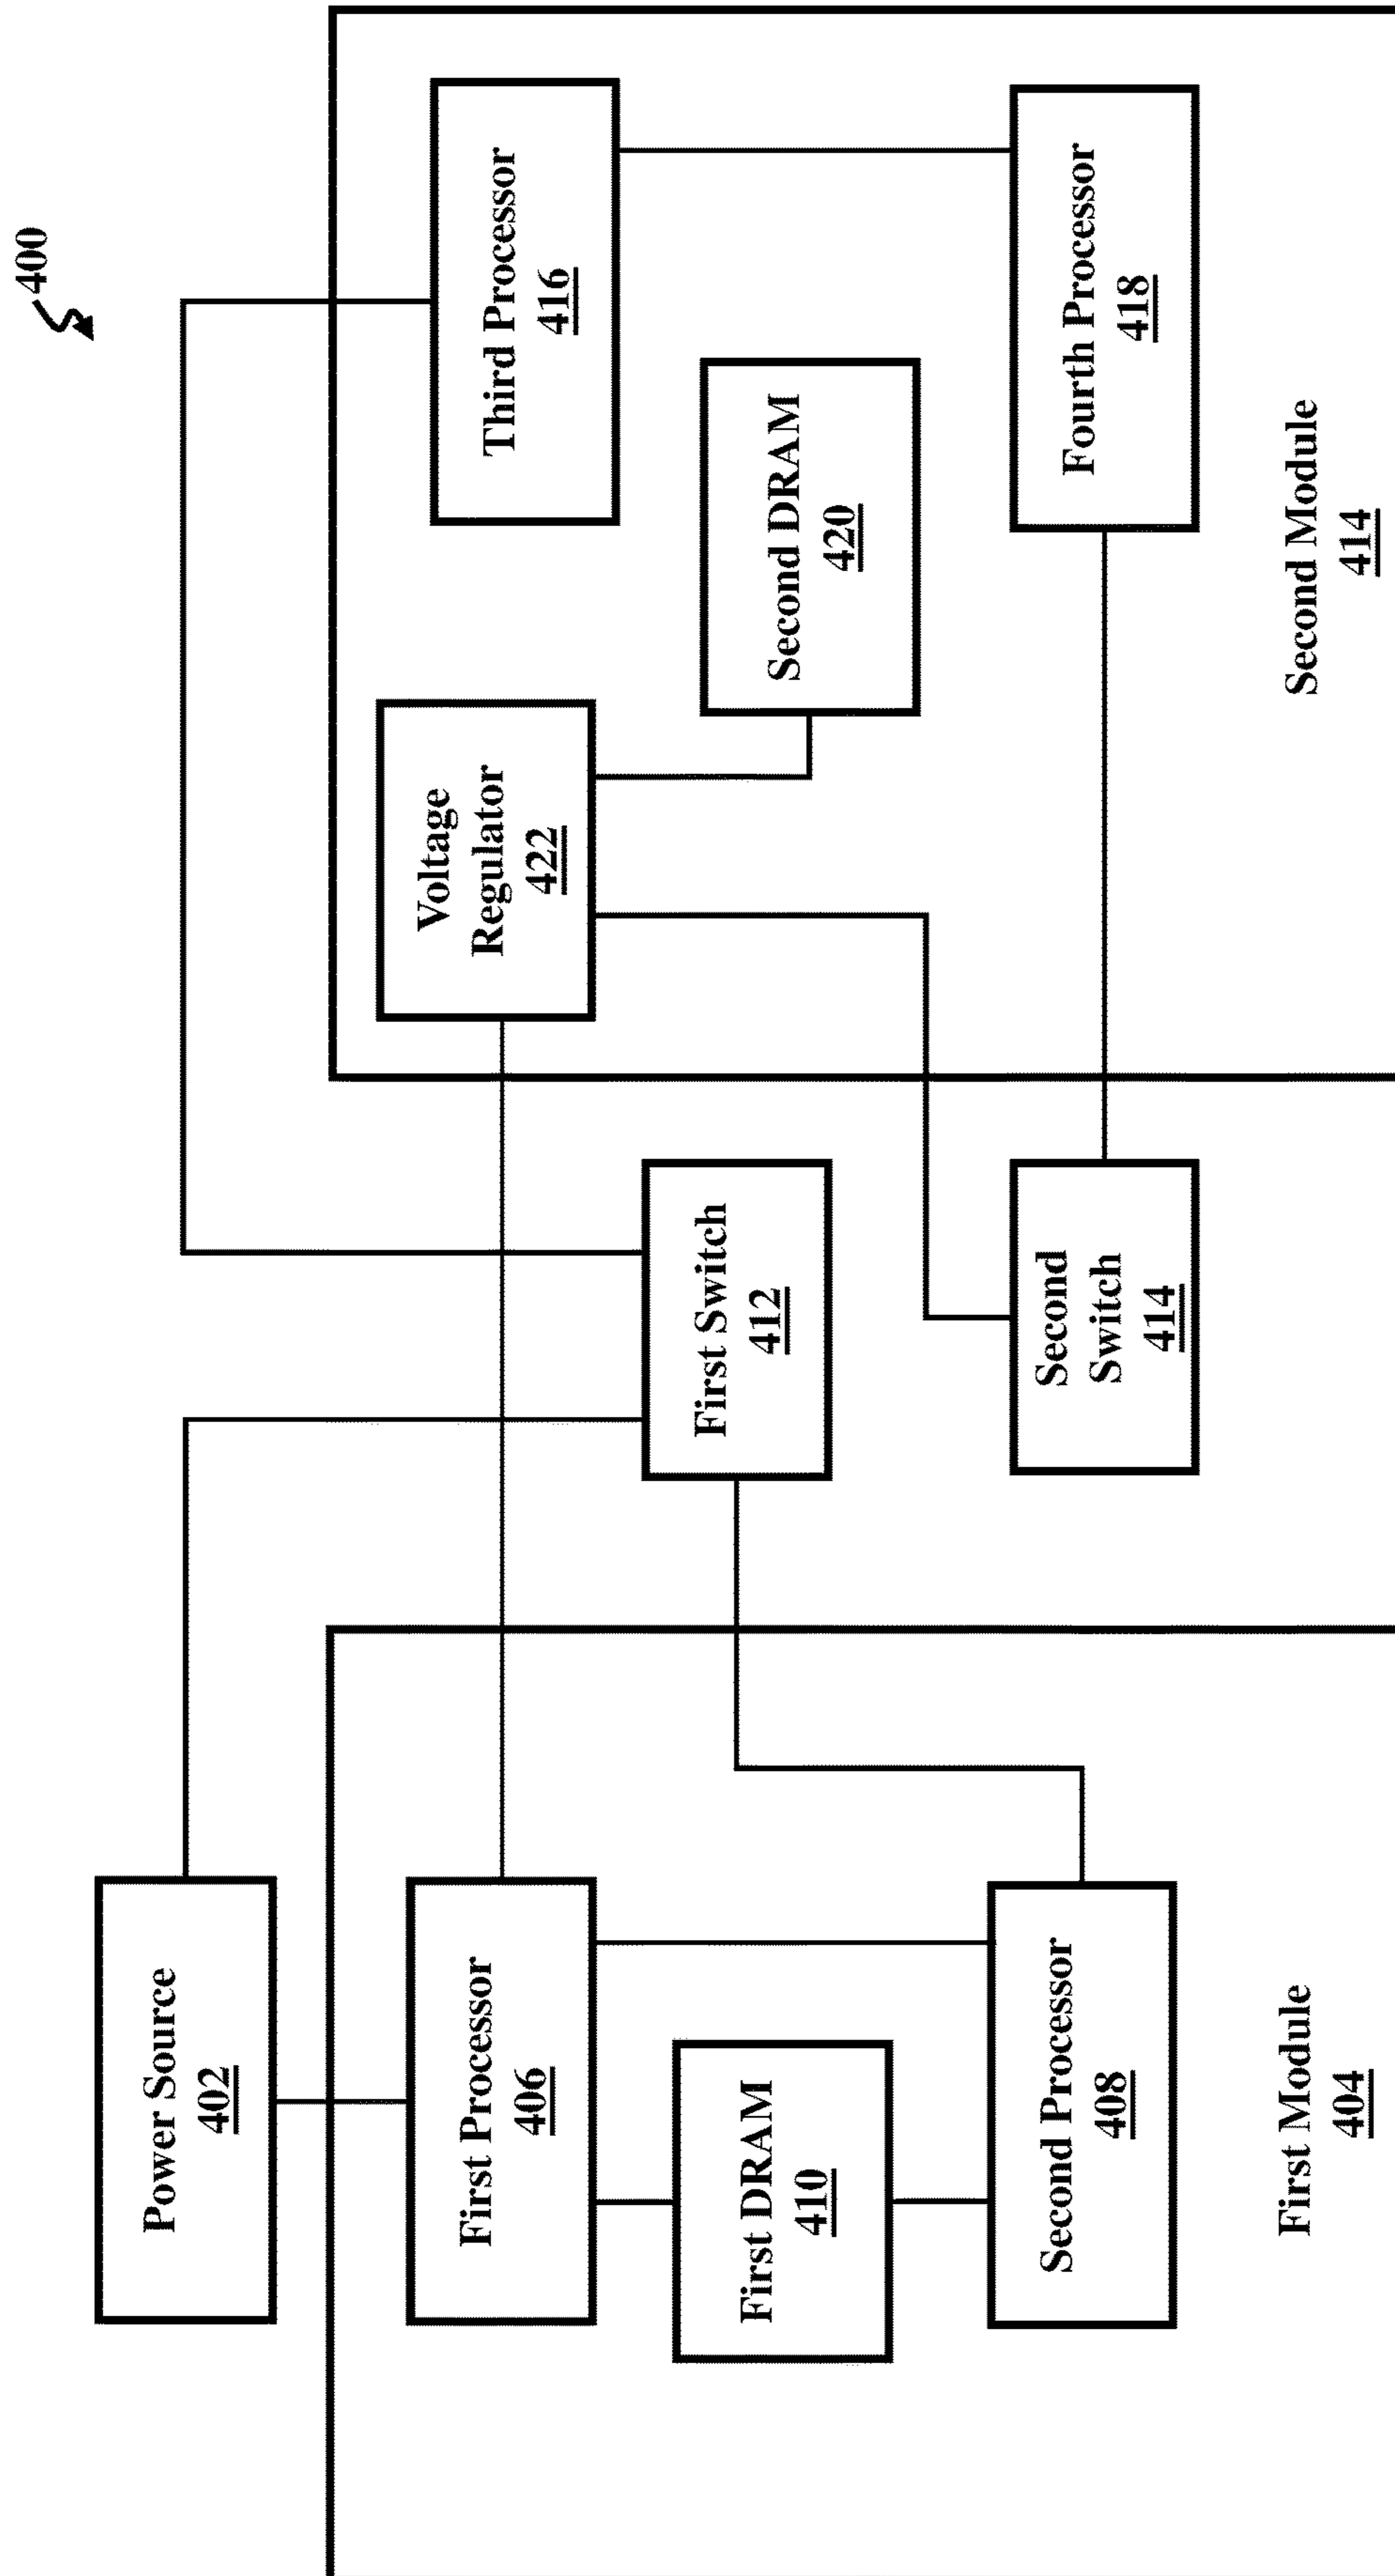 400
Power Source
402
First Processor
406
First DRAM
410
Second Processor
408
First Module
404
First Switch
412
Second
Switch
414
Voltage
Regulator
422
Second DRAM
420
Third Processor
416
Fourth Processor
418
Second Module
414